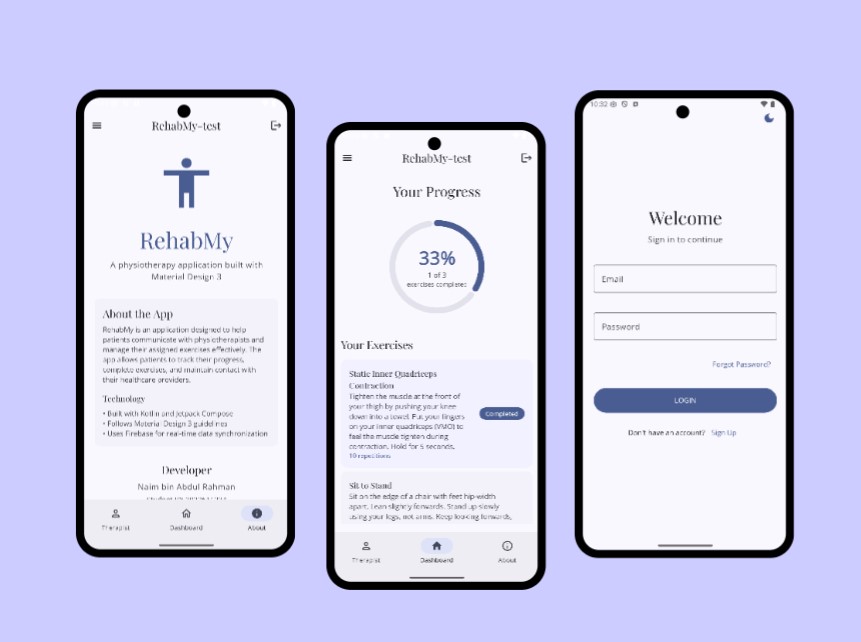 RehabMy-test
RehabMy
A physiotherapy application built with
Material Design 3
About the App
RehabMy is an application designed to help
patients communicate with physiotherapists and
manage their assigned exercises effectively. The
app allows patients to track their progress,
complete exercises, and maintain contact with
their healthcare providers.
Technology
• Built with Kotlin and Jetpack Compose
• Follows Material Design 3 guidelines
• Uses Firebase for real-time data synchronization
Developer
Naim bin Abdul Rahman
Therapist
Dashboard
About
RehabMy-test
Your Progress
33%
1 of 3
exercises completed
Your Exercises
Static Inner Quadriceps
Contraction
Tighten the muscle at the front of
your thigh by pushing your knee
down into a towel. Put your fingers
on your inner quadriceps (VMO) to
feel the muscle tighten during
contraction. Hold for 5 seconds.
10 repetitions
Completed
Sit to Stand
Sit on the edge of a chair with feet hip-width
apart. Lean slightly forwards. Stand up slowly
using your legs, not arms. Keep looking forwards,
Therapist
Dashboard
About
10:32
Welcome
Sign in to continue
Email
Password
Forgot Password?
LOGIN
Don't have an account? Sign Up